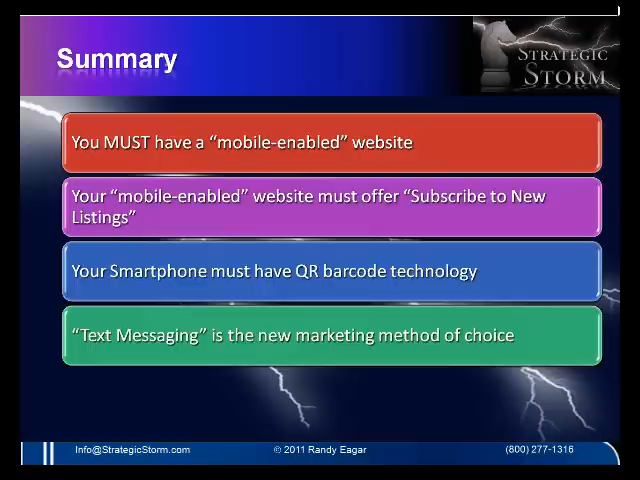 Summary
STRATEGIC
STORM
You MUST have a “mobile-enabled” website
Your “mobile-enabled” website must offer “Subscribe to New
Listings”
Your Smartphone must have QR barcode technology
“Text Messaging” is the new marketing method of choice
Info@StrategicStorm.com
© 2011 Randy Eagar
(800) 277-1316